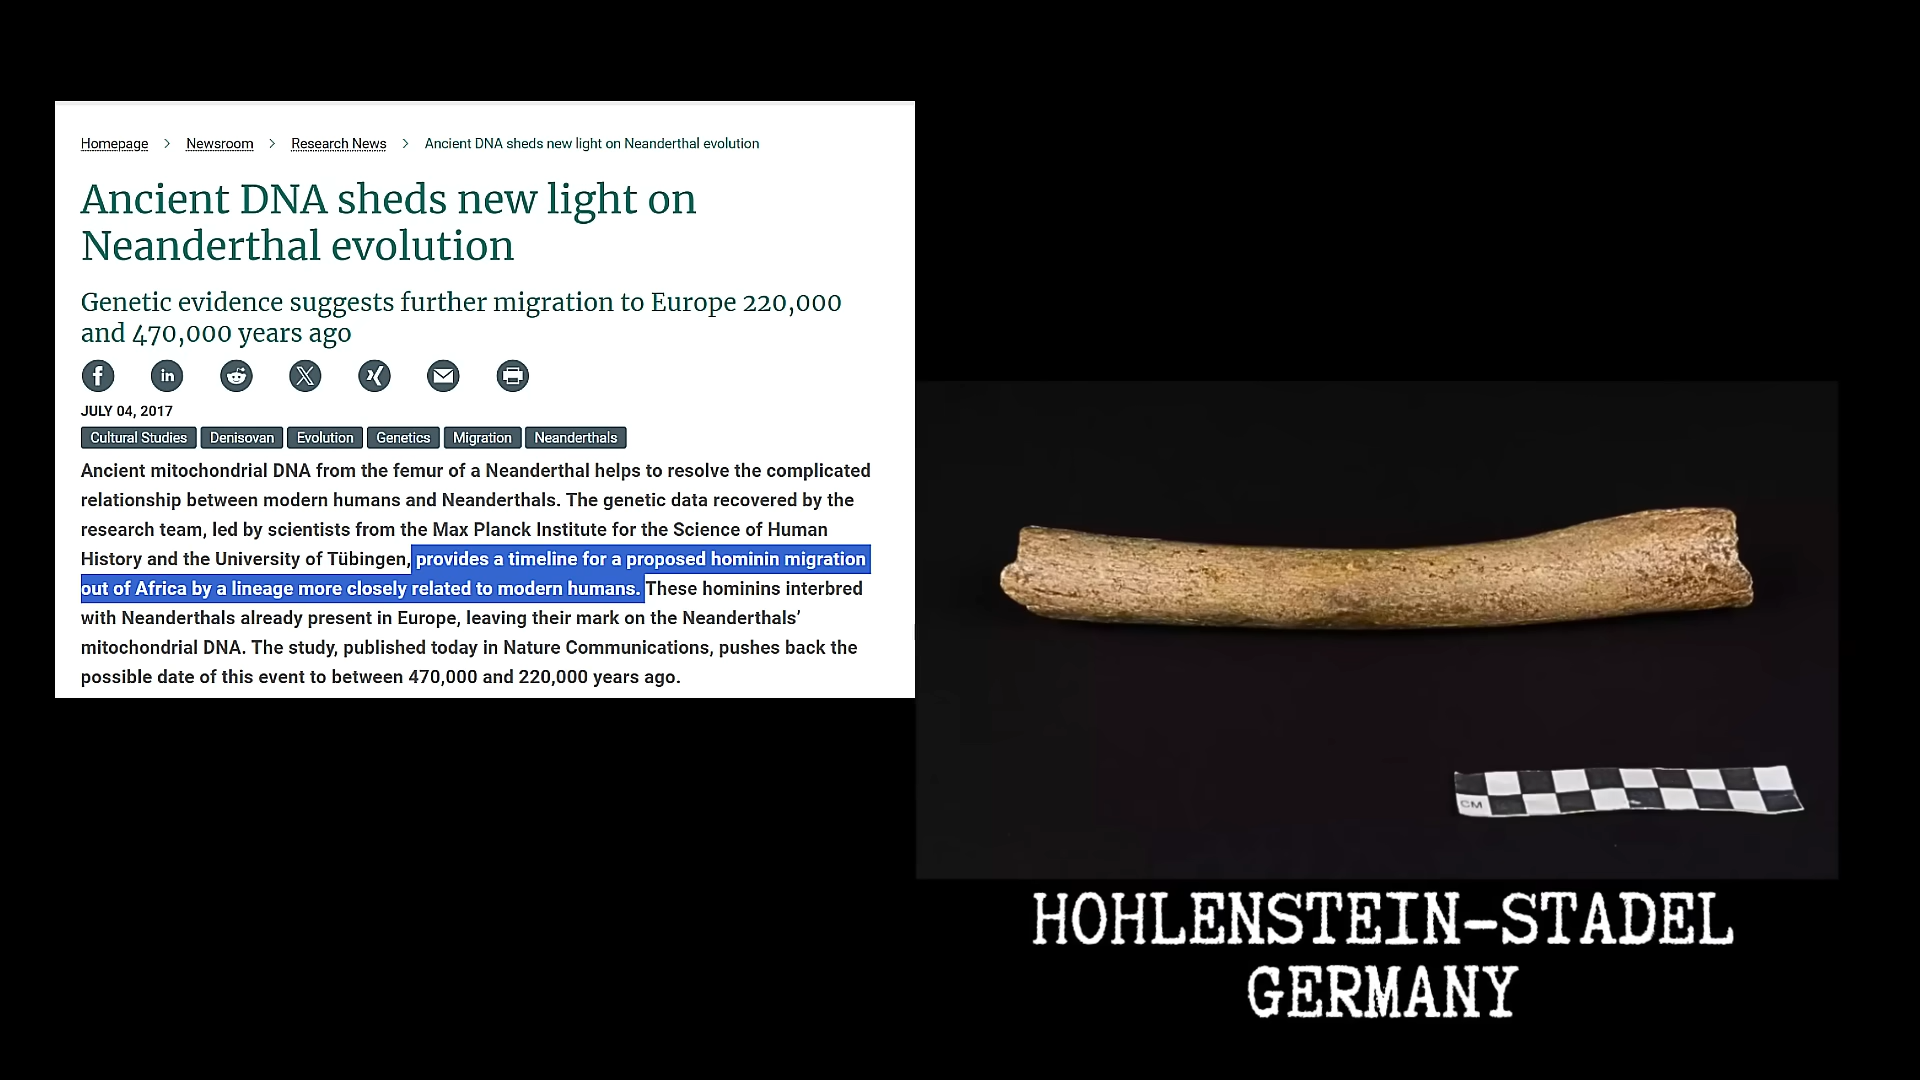 Homepage > Newsroom > Research News > Ancient DNA sheds new light on Neanderthal evolution
Ancient DNA sheds new light on
Neanderthal evolution
Genetic evidence suggests further migration to Europe 220,000
and 470,000 years ago
JULY 04, 2017
Cultural Studies Denisovan Evolution Genetics Migration Neanderthals
Ancient mitochondrial DNA from the femur of a Neanderthal helps to resolve the complicated
relationship between modern humans and Neanderthals. The genetic data recovered by the
research team, led by scientists from the Max Planck Institute for the Science of Human
History and the University of Tübingen, provides a timeline for a proposed hominin migration
out of Africa by a lineage more closely related to modern humans. These hominins interbred
with Neanderthals already present in Europe, leaving their mark on the Neanderthals’
mitochondrial DNA. The study, published today in Nature Communications, pushes back the
possible date of this event to between 470,000 and 220,000 years ago.
CM
HOHLENSTEIN-STADEL
GERMANY